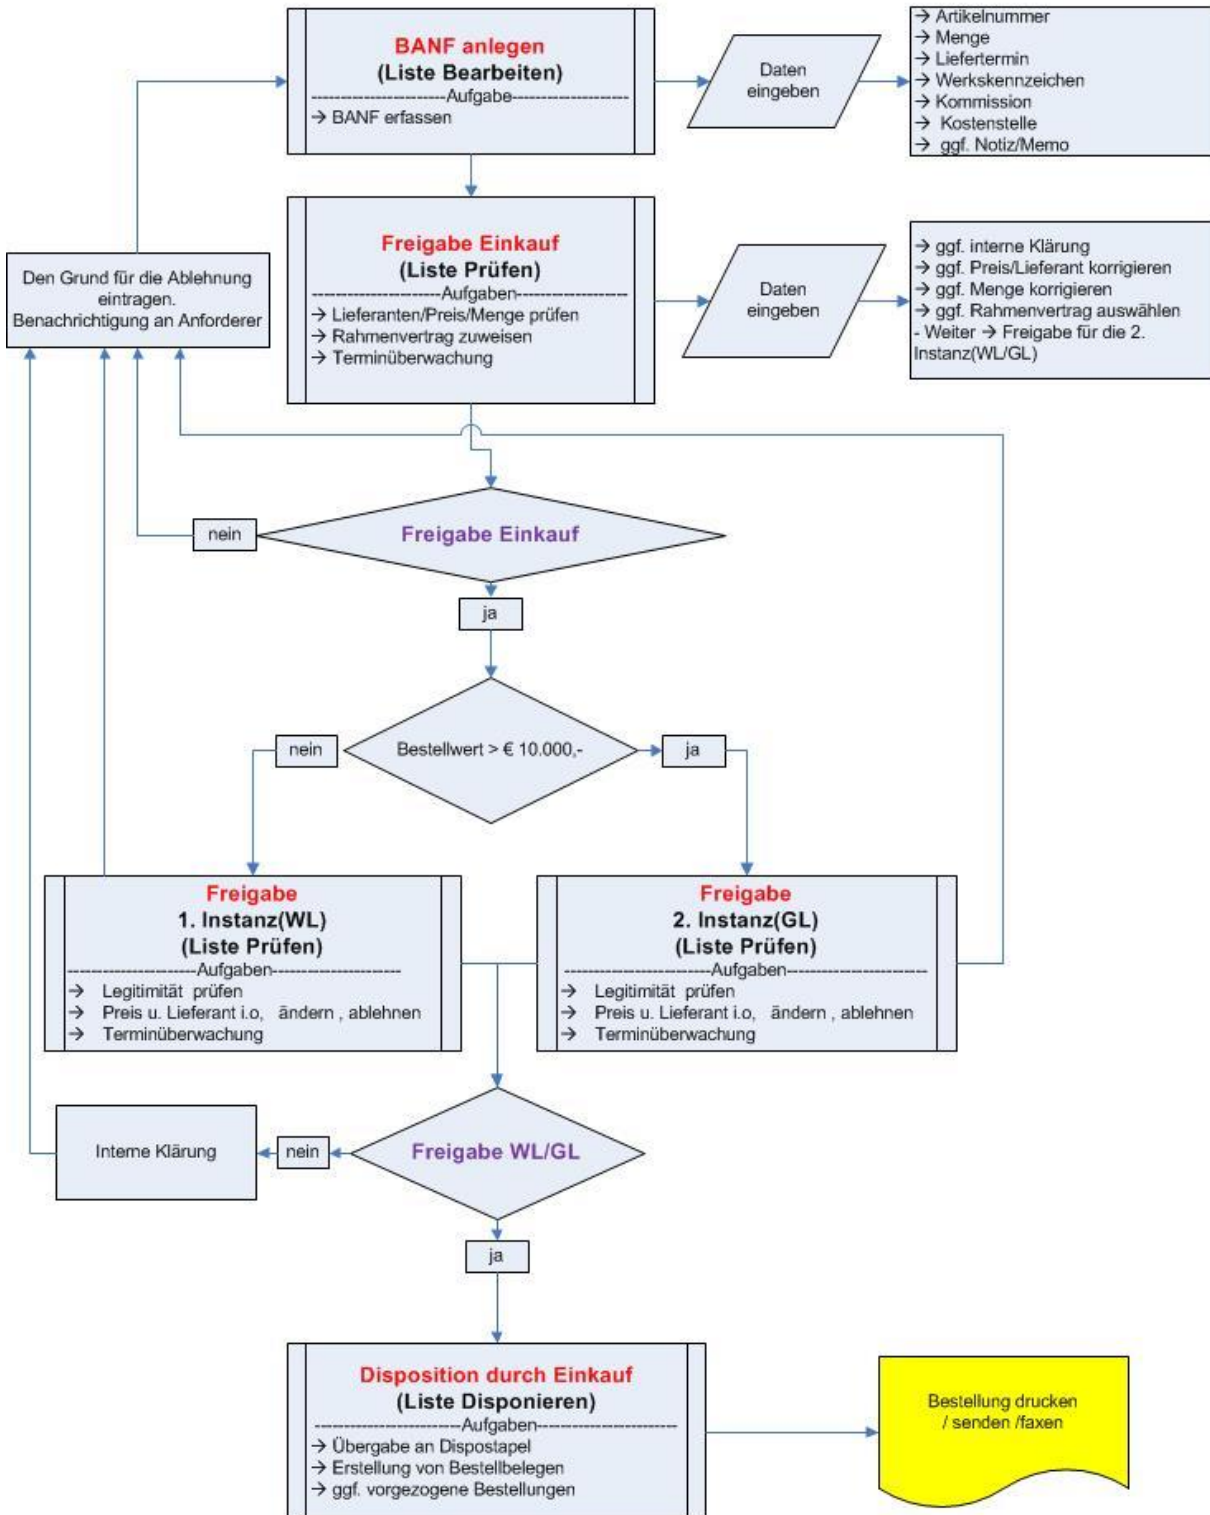 BANF anlegen
(Liste Bearbeiten)
------------------------Aufgabe---------------------
→ BANF erfassen
Daten
eingeben
→ Artikelnummer
→ Menge
→ Liefertermin
→ Werkskennzeichen
→ Kommission
→ Kostenstelle
→ ggf. Notiz/Memo
Den Grund für die Ablehnung
eintragen.
Benachrichtigung an Anforderer
Freigabe Einkauf
(Liste Prüfen)
-------------------------Aufgaben-------------------------
→ Lieferanten/Preis/Menge prüfen
→ Rahmenvertrag zuweisen
→ Terminüberwachung
Daten
eingeben
→ ggf. interne Klärung
→ ggf. Preis/Lieferant korrigieren
→ ggf. Menge korrigieren
→ ggf. Rahmenvertrag auswählen
- Weiter → Freigabe für die 2.
Instanz(WL/GL)
nein
Freigabe Einkauf
ja
nein
Bestellwert > € 10.000,-
ja
Freigabe
1. Instanz(WL)
(Liste Prüfen)
-----------------------Aufgaben-----------------------
→ Legitimität prüfen
→ Preis u. Lieferant i.o, ändern , ablehnen
→ Terminüberwachung
Freigabe
2. Instanz(GL)
(Liste Prüfen)
--------------------------Aufgaben-------------------------
→ Legitimität prüfen
→ Preis u. Lieferant i.o, ändern , ablehnen
→ Terminüberwachung
Interne Klärung
nein
Freigabe WL/GL
ja
Disposition durch Einkauf
(Liste Disponieren)
--------------------------Aufgaben---------------------------
→ Übergabe an Dispostapel
→ Erstellung von Bestellbelegen
→ ggf. vorgezogene Bestellungen
Bestellung drucken
/ senden /faxen